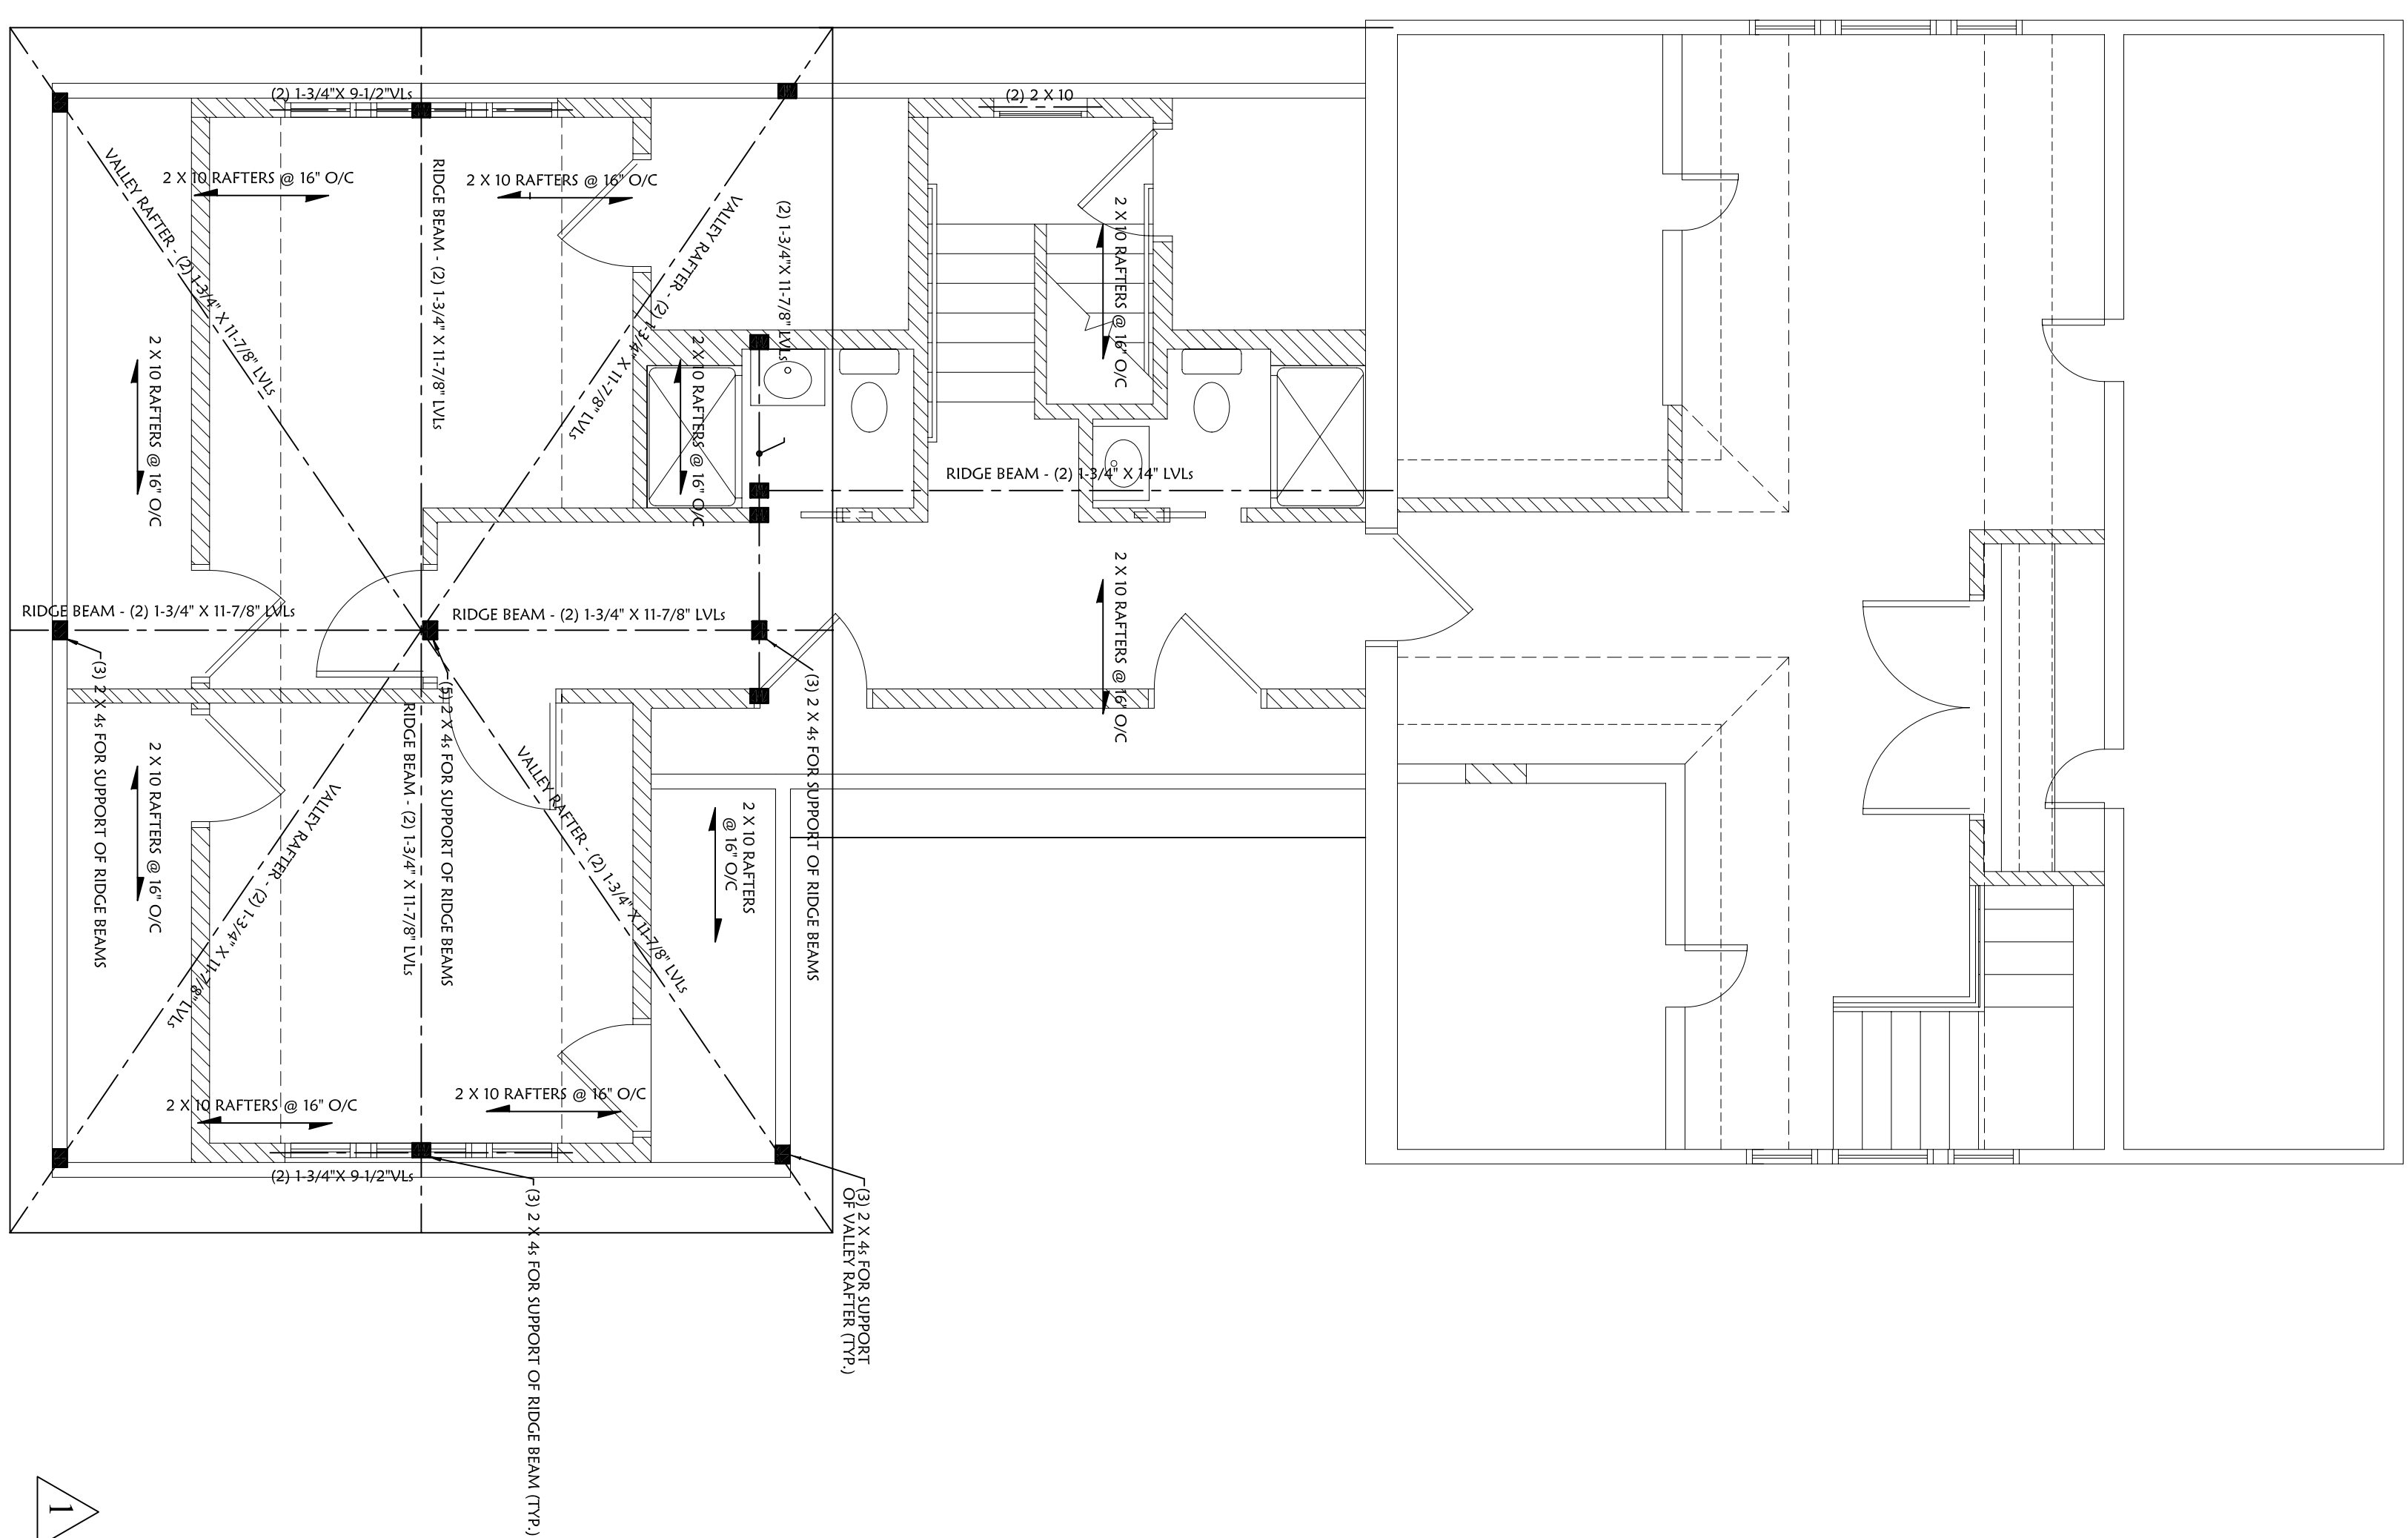 (2) 1-3/4"X 9-1/2"VLs
(2) 2 X 10
VALLEY RAFTER - (2) 1-3/4" X 11-7/8" LVLs
2 X 10 RAFTERS @ 16" O/C
RIDGE BEAM - (2) 1-3/4" X 11-7/8" LVLs
2 X 10 RAFTERS @ 16" O/C
VALLEY RAFTER - (2) 1-3/4" X 11-7/8" LVLs
(2) 1-3/4"X 11-7/8" LVLs
2 X 10 RAFTERS @ 16" O/C
2 X 10 RAFTERS @ 16" O/C
2 X 10 RAFTERS @ 16" O/C
RIDGE BEAM - (2) 1-3/4" X 14" LVLs
RIDGE BEAM - (2) 1-3/4" X 11-7/8" LVLs
RIDGE BEAM - (2) 1-3/4" X 11-7/8" LVLs
2 X 10 RAFTERS @ 16" O/C
(3) 2 X 4s FOR SUPPORT OF RIDGE BEAMS
(5) 2 X 4s FOR SUPPORT OF RIDGE BEAMS
(3) 2 X 4s FOR SUPPORT OF RIDGE BEAMS
RIDGE BEAM - (2) 1-3/4" X 11-7/8" LVLs
2 X 10 RAFTERS @ 16" O/C
VALLEY RAFTER - (2) 1-3/4" X 11-7/8" LVLs
VALLEY RAFTER - (2) 1-3/4" X 11-7/8" LVLs
2 X 10 RAFTERS
@ 16" O/C
2 X 10 RAFTERS @ 16" O/C
2 X 10 RAFTERS @ 16" O/C
(2) 1-3/4"X 9-1/2"VLs
(3) 2 X 4s FOR SUPPORT OF RIDGE BEAM (TYP.)
(3) 2 X 4s FOR SUPPORT
OF VALLEY RAFTER (TYP.)
1